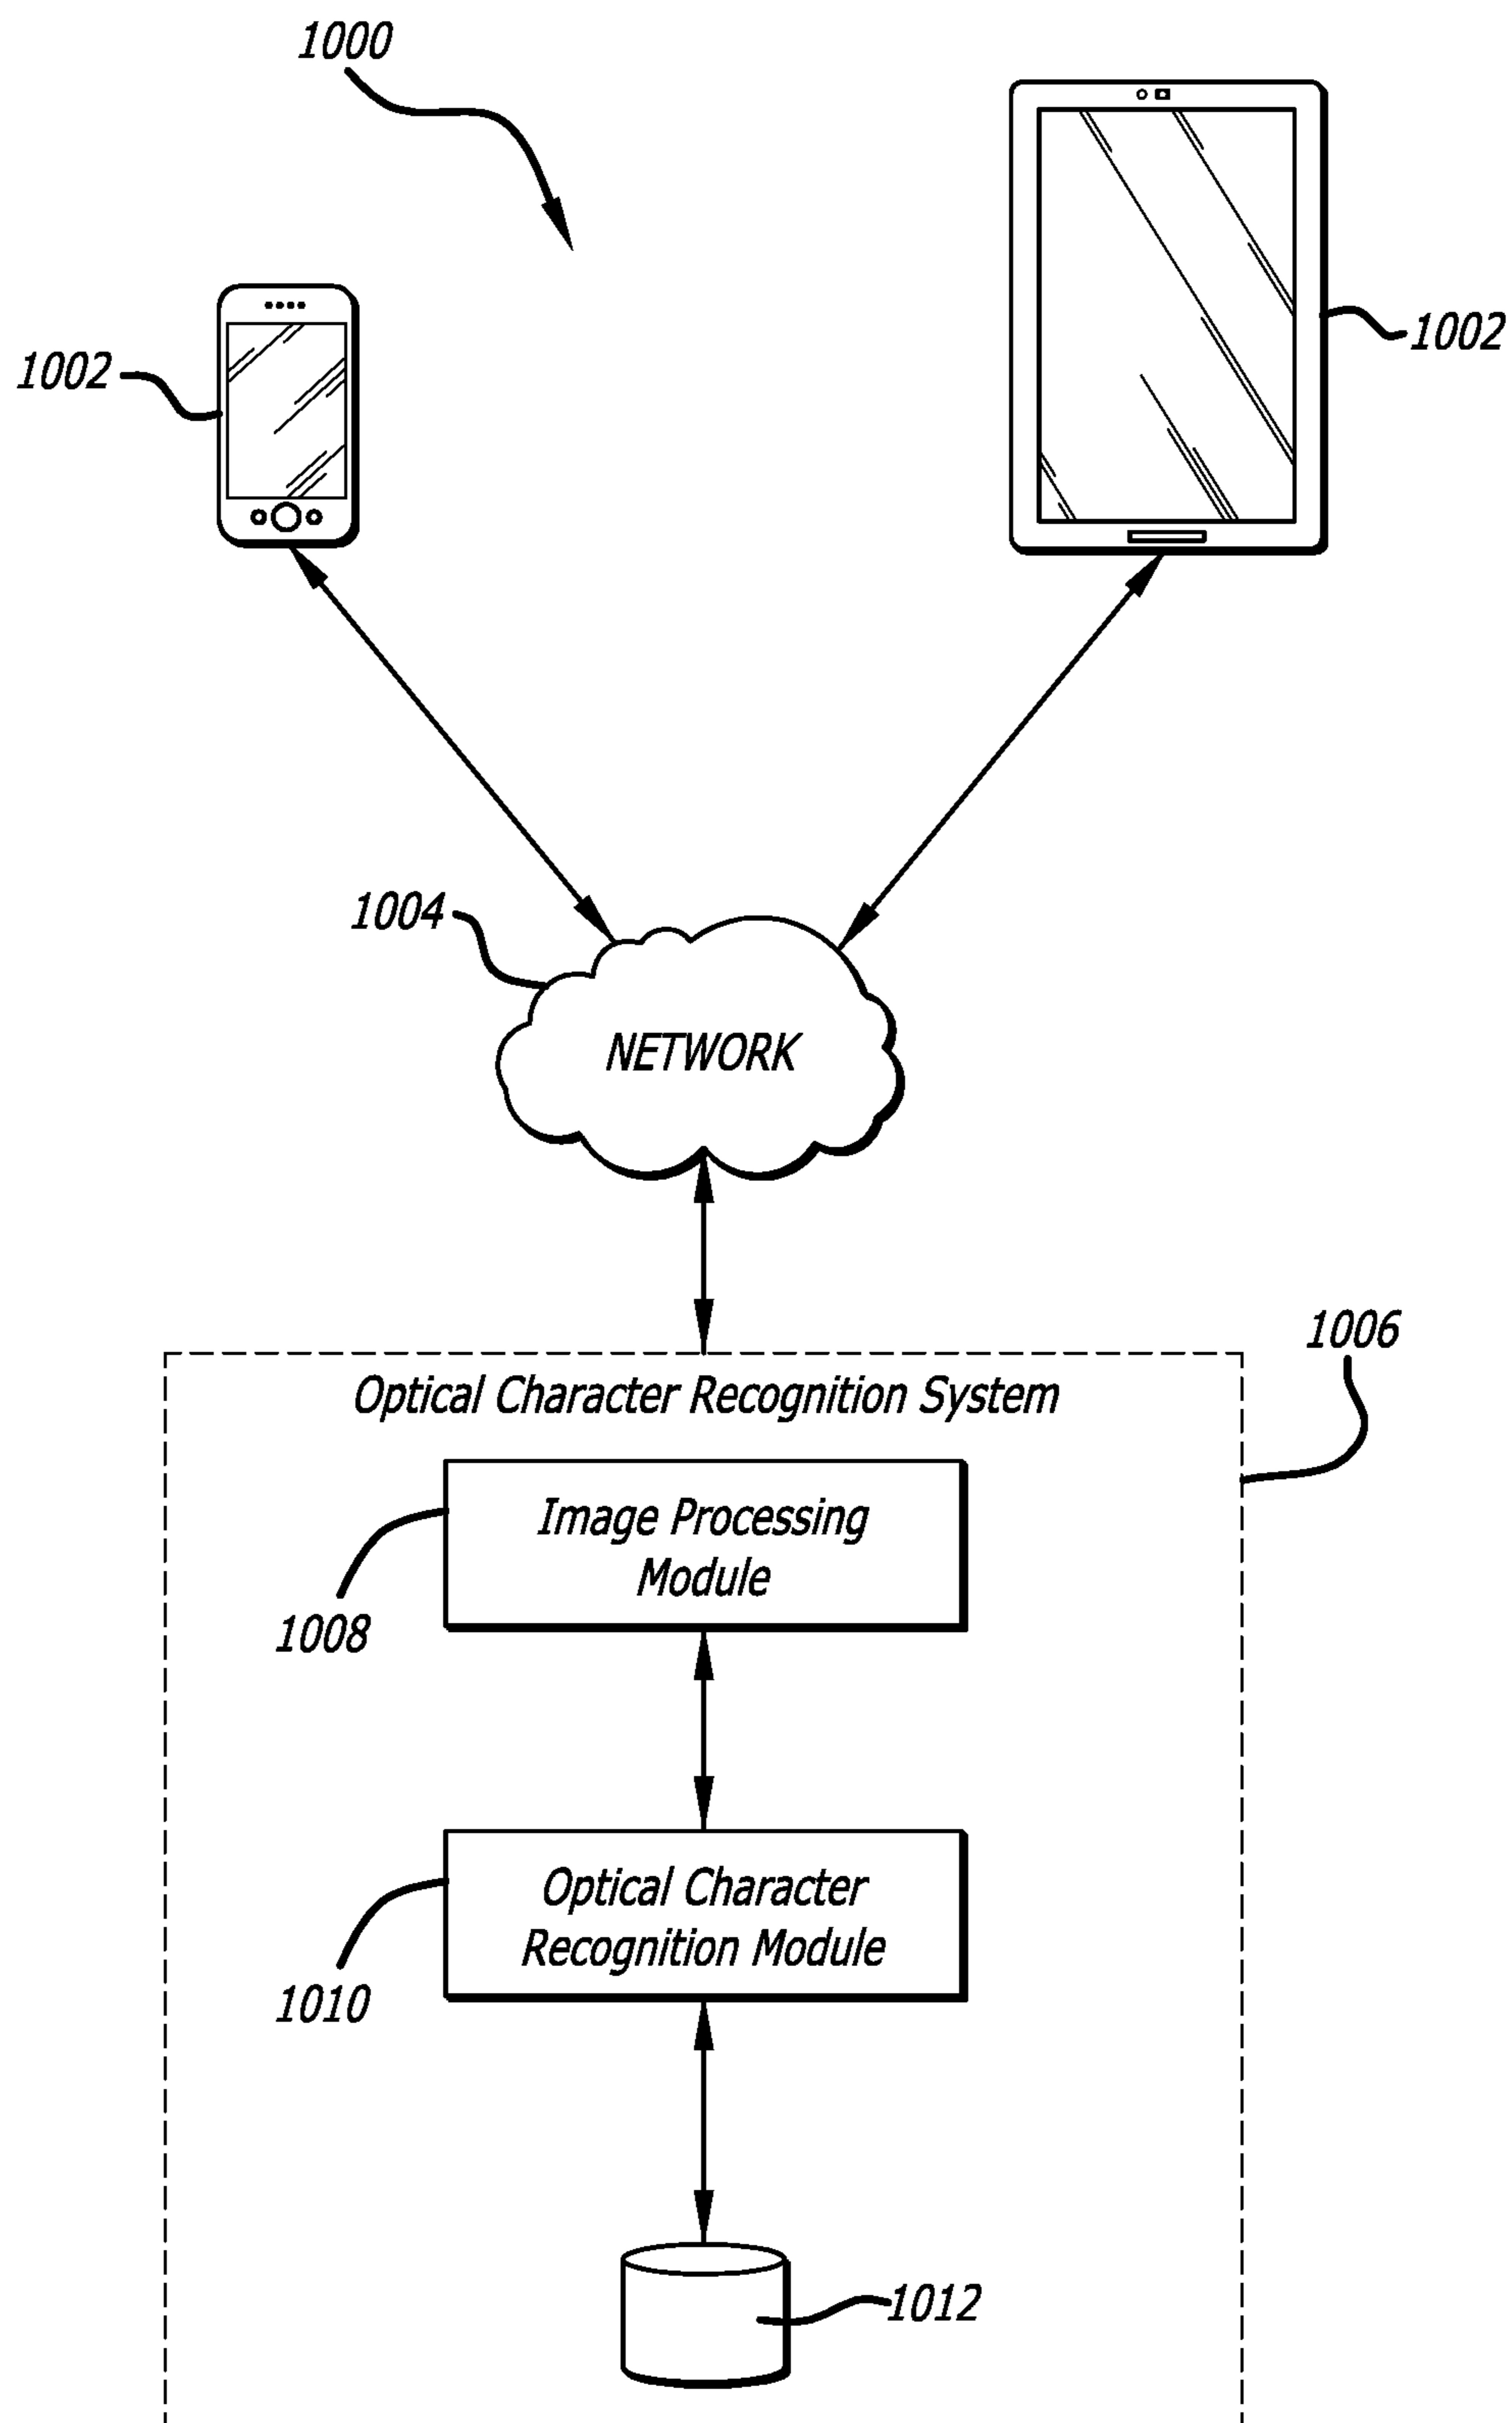 1000
1002
1002
1004
NETWORK
1006
Optical Character Recognition System
Image Processing
Module
1008
Optical Character
Recognition Module
1010
1012